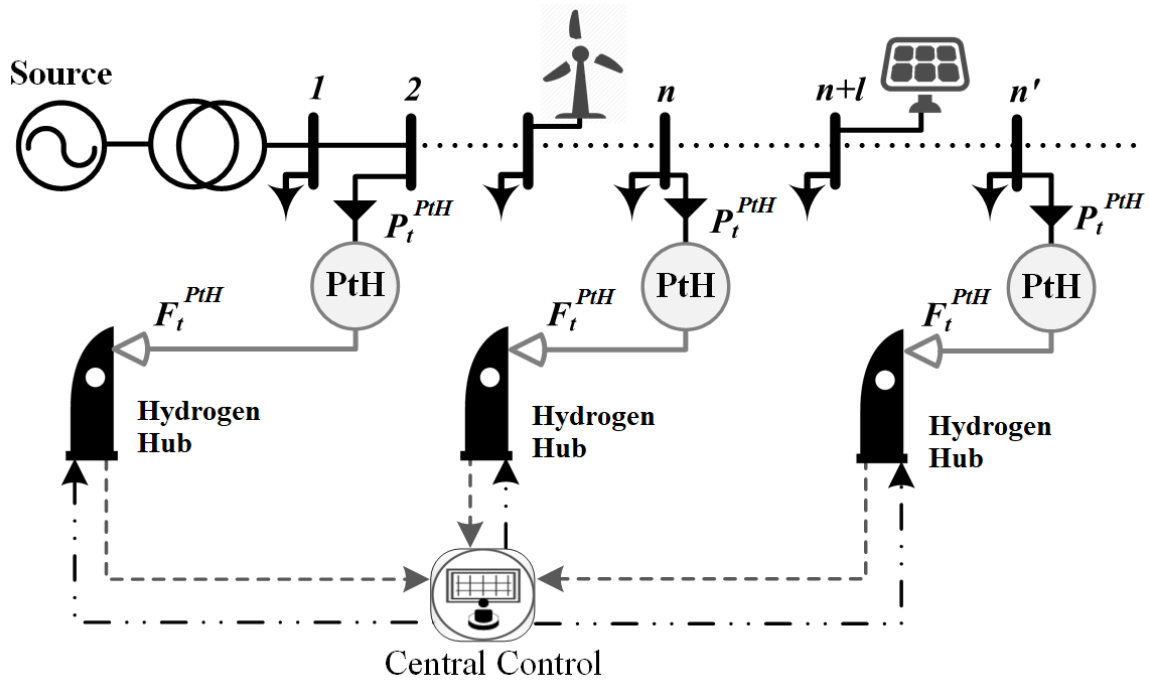 Source
1
2
n
n+l
n'
P_t^{PtH}
P_t^{PtH}
P_t^{PtH}
PtH
PtH
PtH
F_t^{PtH}
F_t^{PtH}
F_t^{PtH}
Hydrogen
Hub
Hydrogen
Hub
Hydrogen
Hub
Central Control